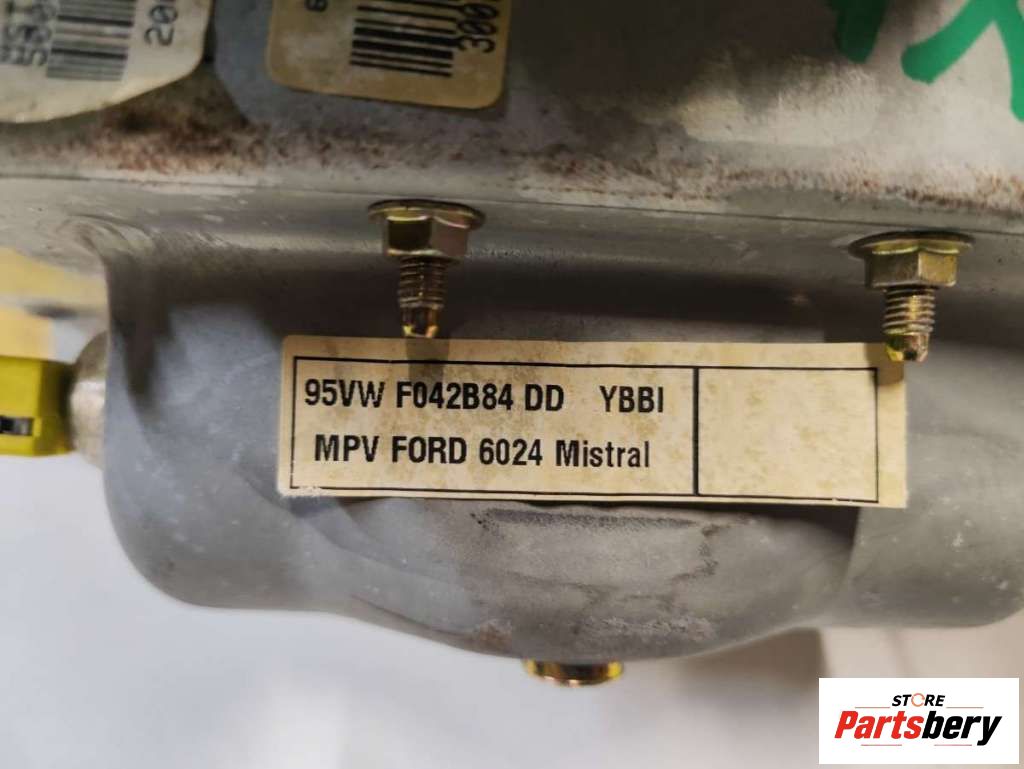 95VW F042B84 DD YBBI
MPV FORD 6024 Mistral
STORE
Partsbery